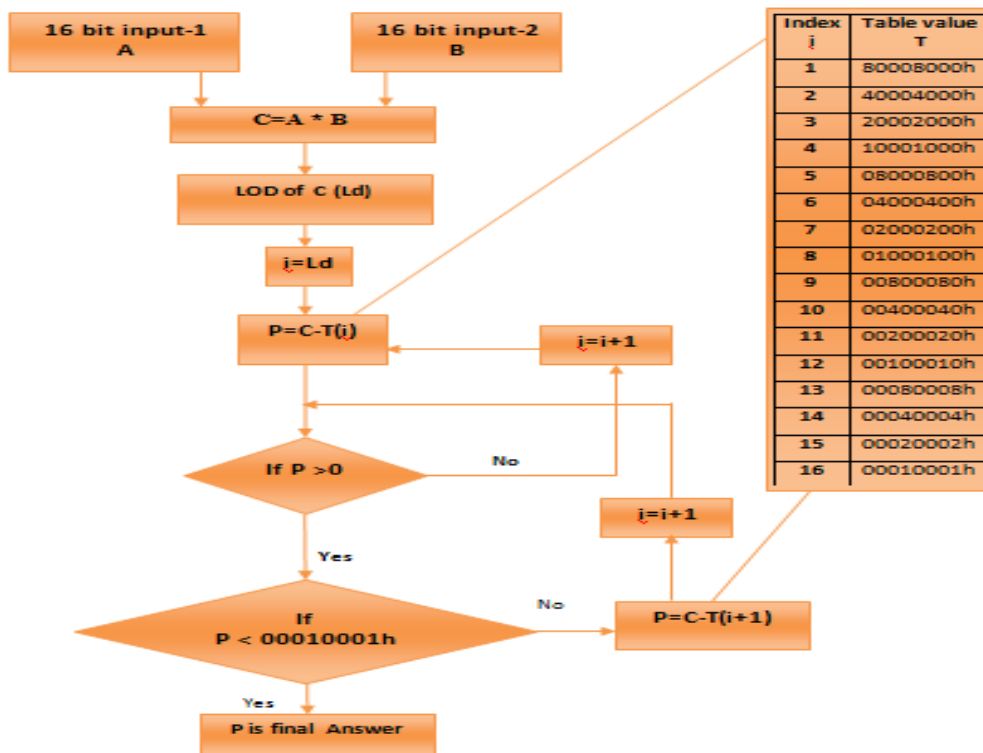 16 bit input-1
A
16 bit input-2
B
C=A * B
LOD of C (Ld)
i=Ld
P=C-T(i)
i=i+1
If P >0
No
i=i+1
Yes
If
P < 00010001h
No
P=C-T(i+1)
Yes
P is final Answer
Index i Table value T
1 80008000h
2 40004000h
3 20002000h
4 10001000h
5 08000800h
6 04000400h
7 02000200h
8 01000100h
9 00800080h
10 00400040h
11 00200020h
12 00100010h
13 00080008h
14 00040004h
15 00020002h
16 00010001h